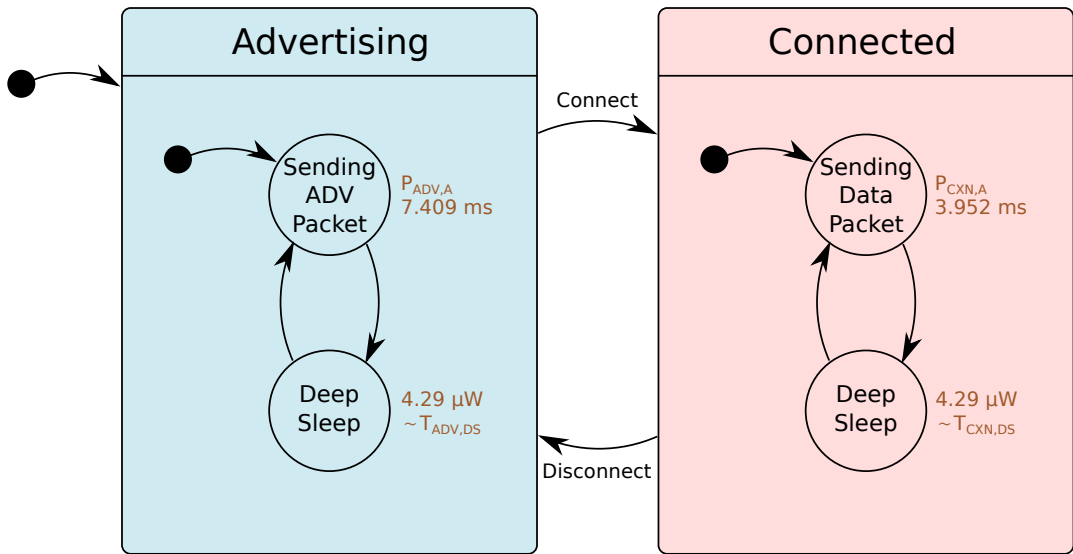 Advertising
Connected
Connect
Sending
ADV
Packet
P_ADV,A
7.409 ms
Sending
Data
Packet
P_CXN,A
3.952 ms
Deep
Sleep
4.29 µW
~T_ADV,DS
Deep
Sleep
4.29 µW
~T_CXN,DS
Disconnect